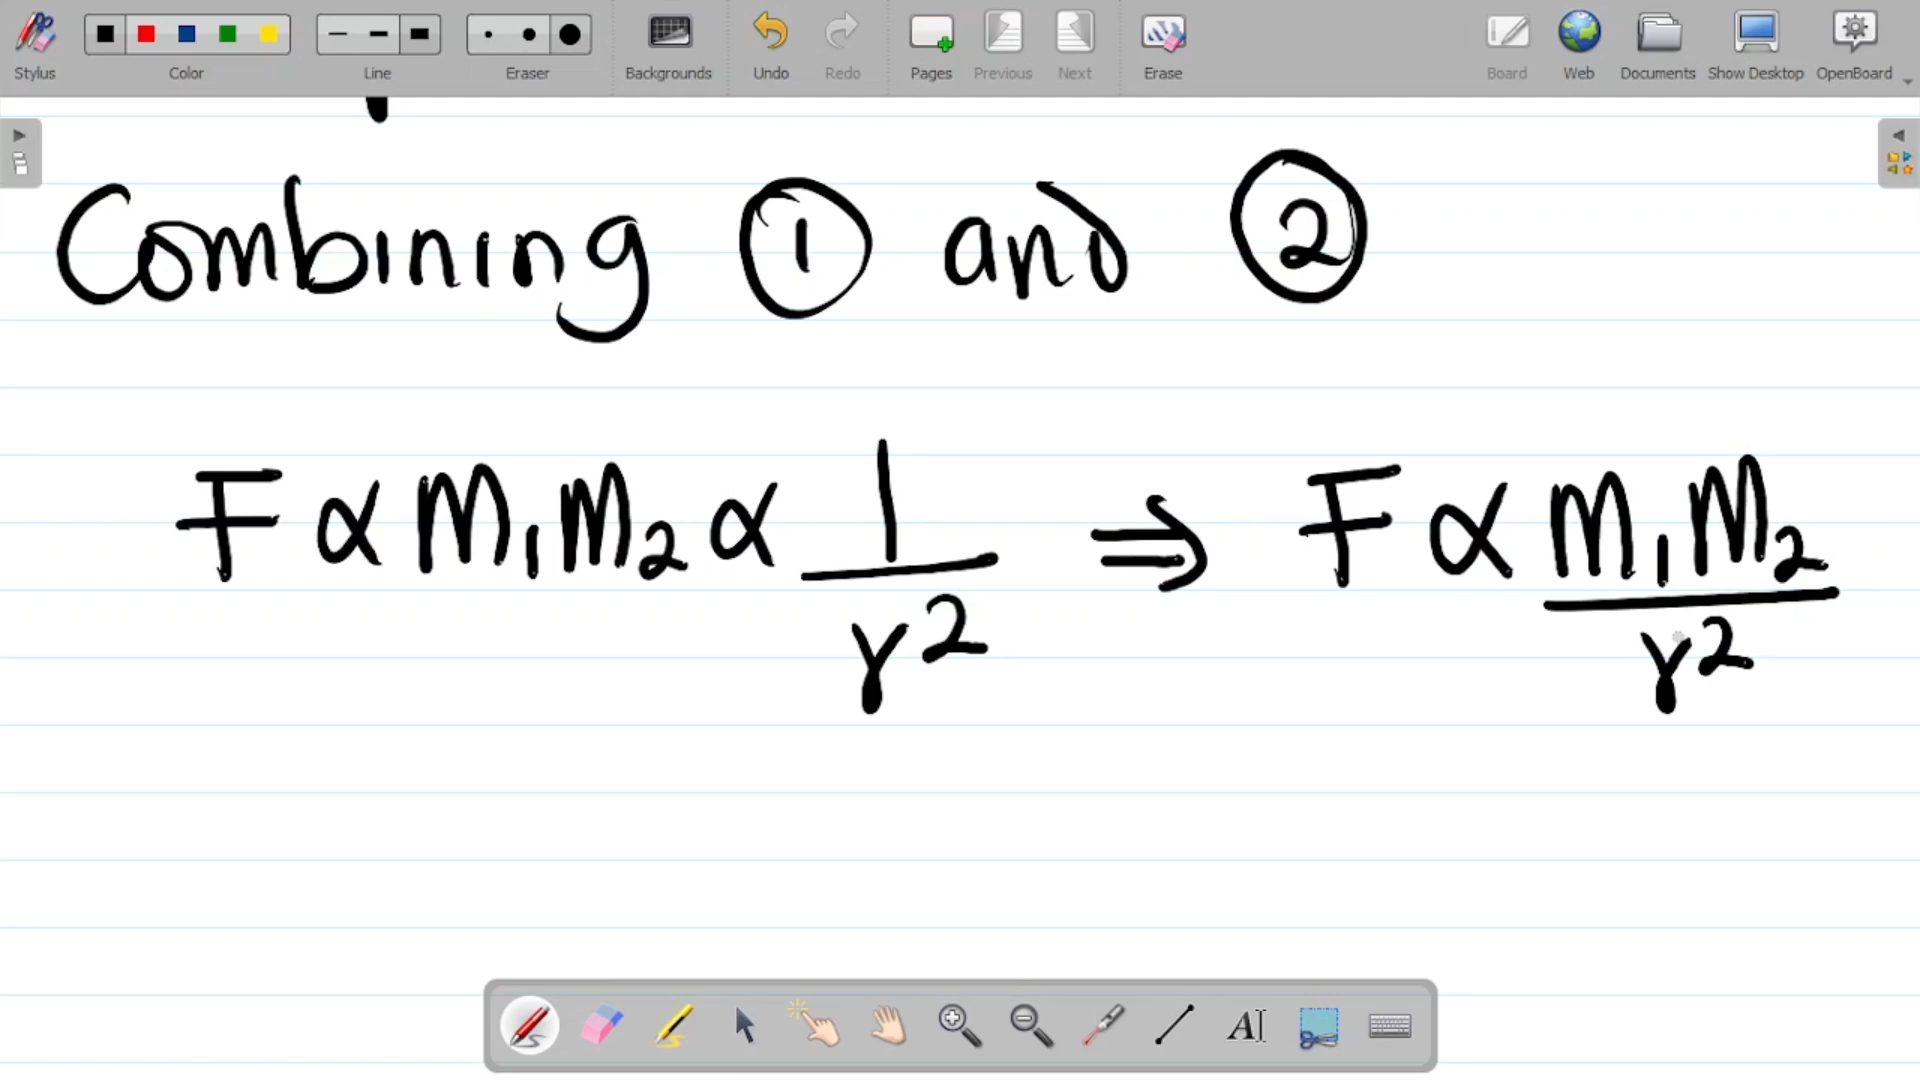 Stylus Color Line Eraser Backgrounds Undo Redo Pages Previous Next Erase Board Web Documents Show Desktop OpenBoard
Combining ① and ②
F ∝ M₁M₂ ∝ 1/r² ⇒ F ∝ M₁M₂/r²